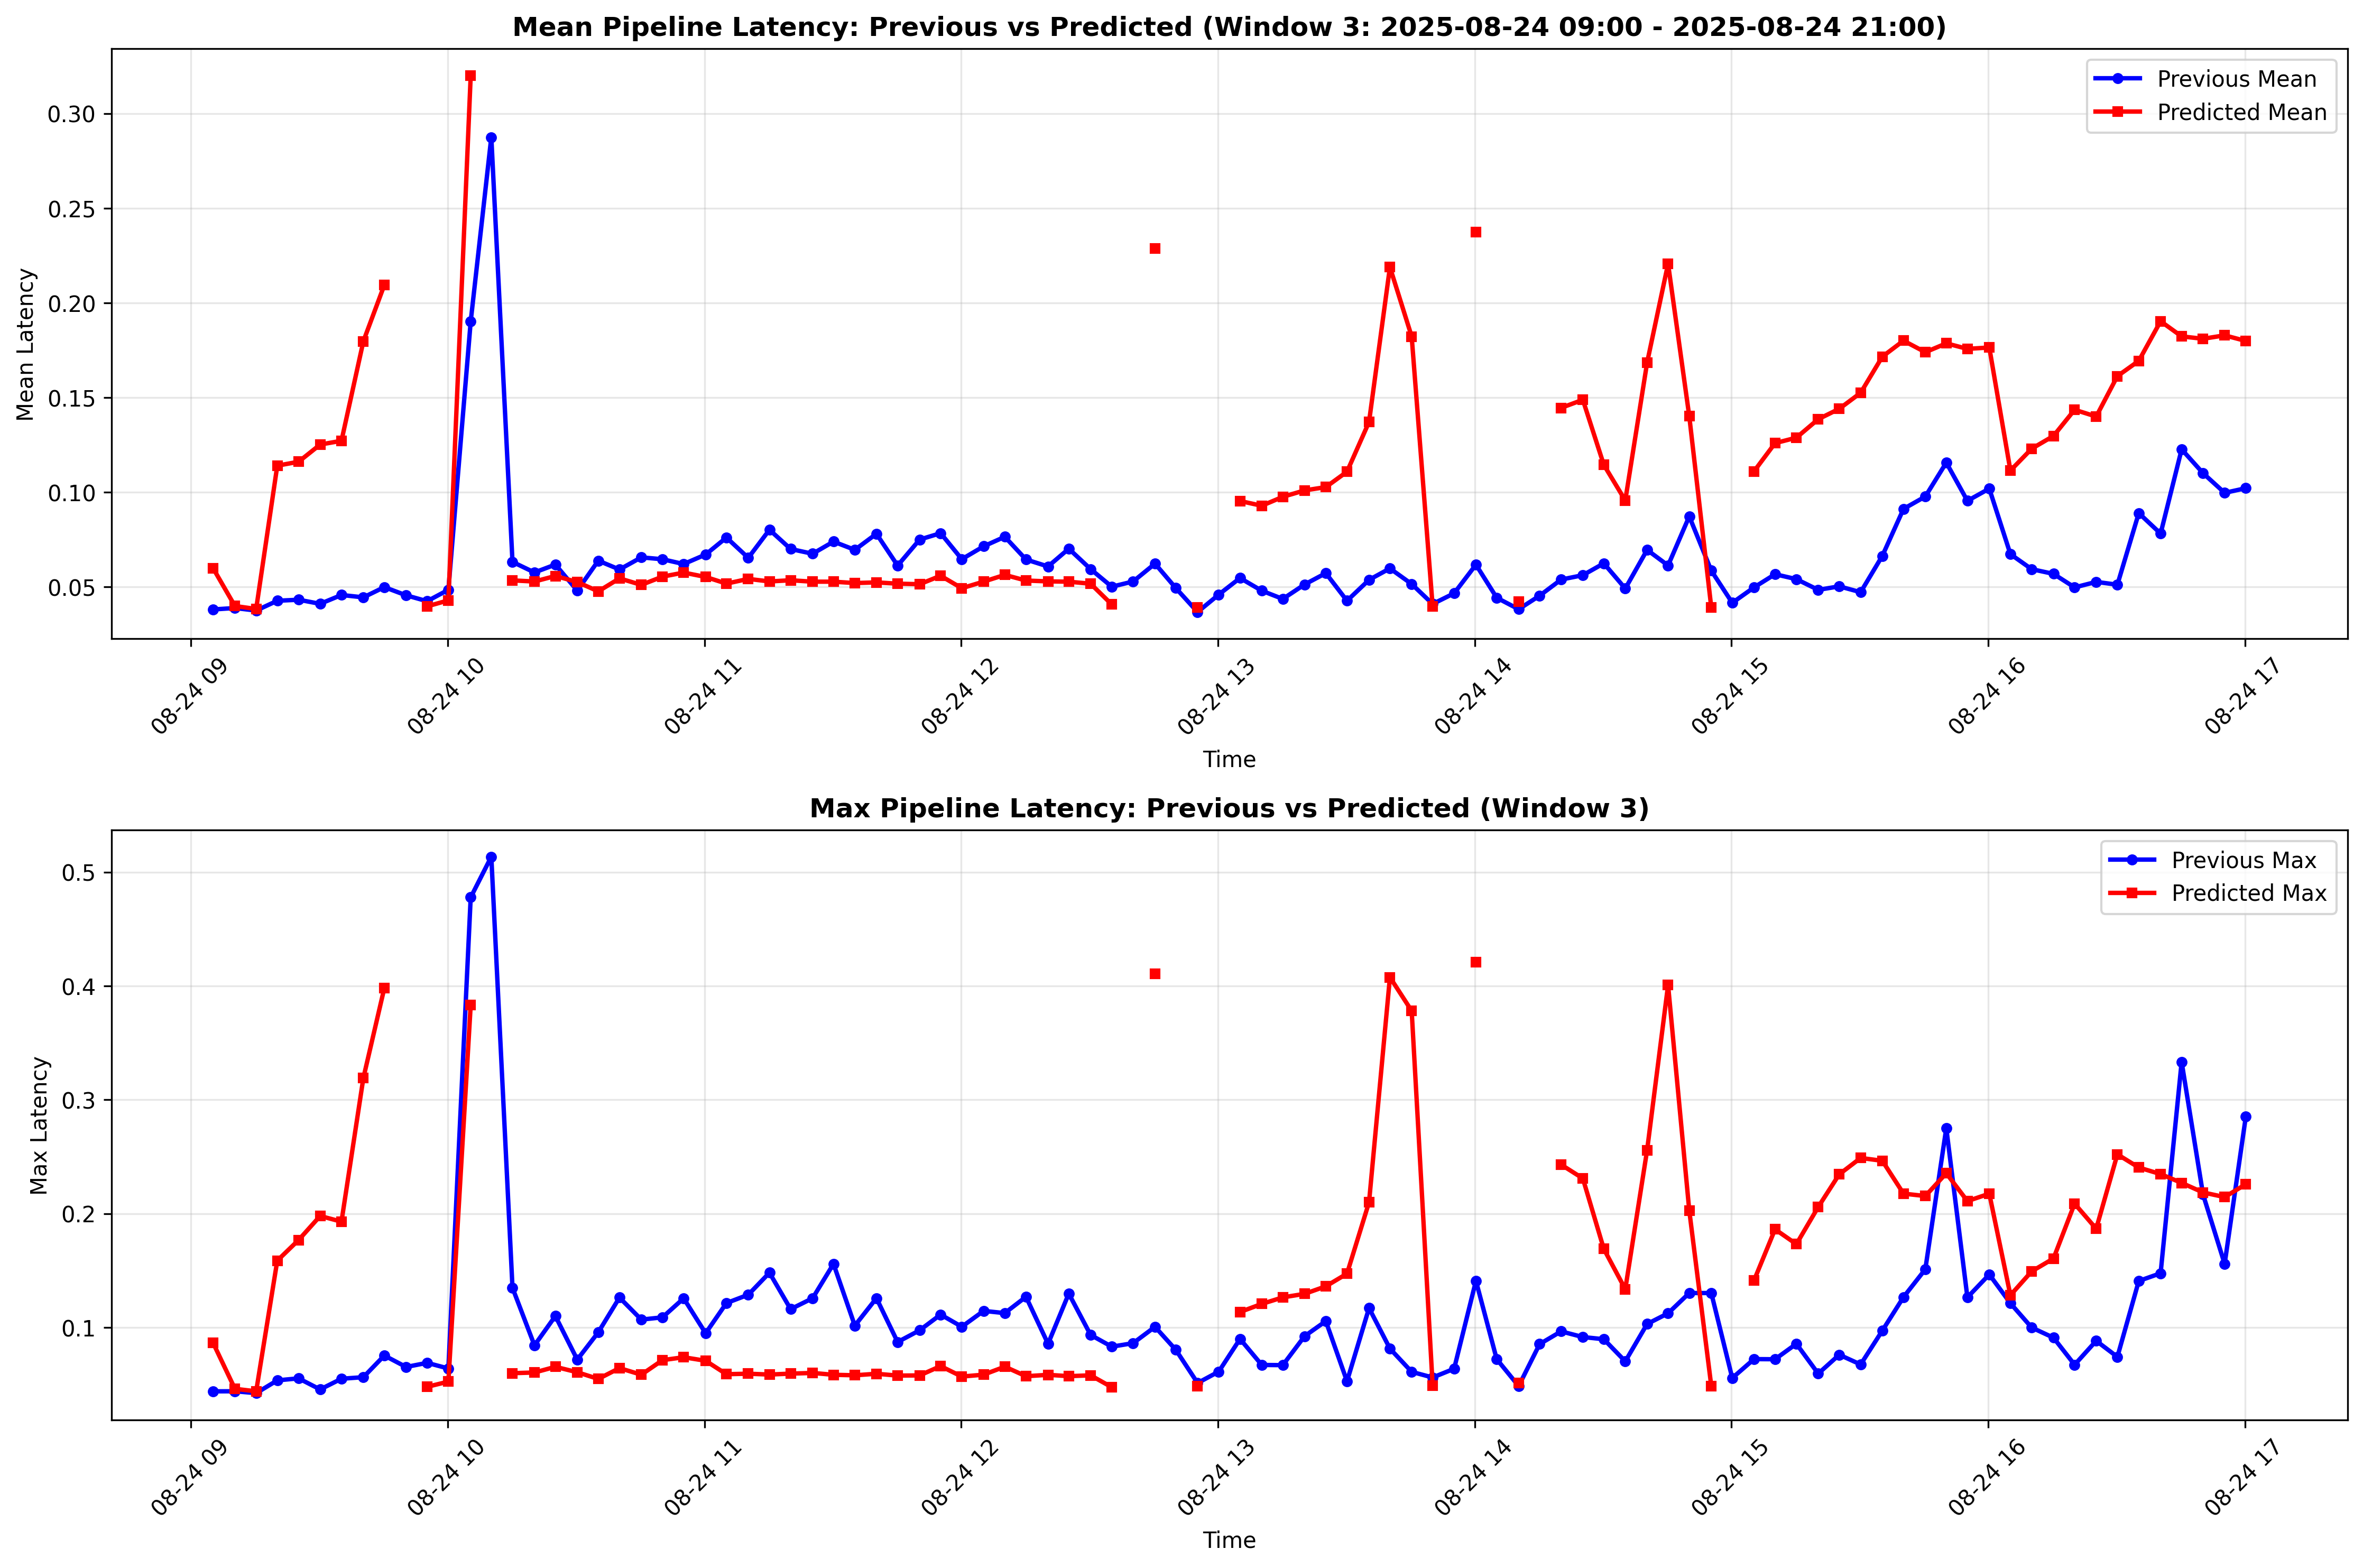 Mean Pipeline Latency: Previous vs Predicted (Window 3: 2025-08-24 09:00 - 2025-08-24 21:00)
Previous Mean
Predicted Mean
Mean Latency
0.30
0.25
0.20
0.15
0.10
0.05
08-24 09
08-24 10
08-24 11
08-24 12
08-24 13
08-24 14
08-24 15
08-24 16
08-24 17
Time
Max Pipeline Latency: Previous vs Predicted (Window 3)
Previous Max
Predicted Max
Max Latency
0.5
0.4
0.3
0.2
0.1
08-24 09
08-24 10
08-24 11
08-24 12
08-24 13
08-24 14
08-24 15
08-24 16
08-24 17
Time